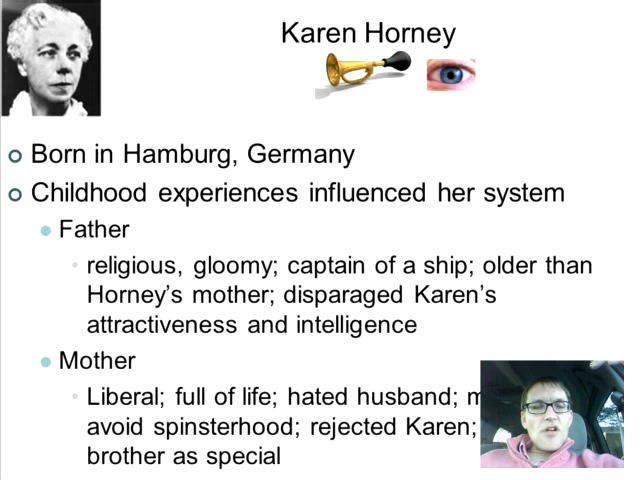 Karen Horney
Born in Hamburg, Germany
Childhood experiences influenced her system
Father
religious, gloomy; captain of a ship; older than
Horney's mother; disparaged Karen's
attractiveness and intelligence
Mother
Liberal; full of life; hated husband;
avoid spinsterhood; rejected Karen;
brother as special